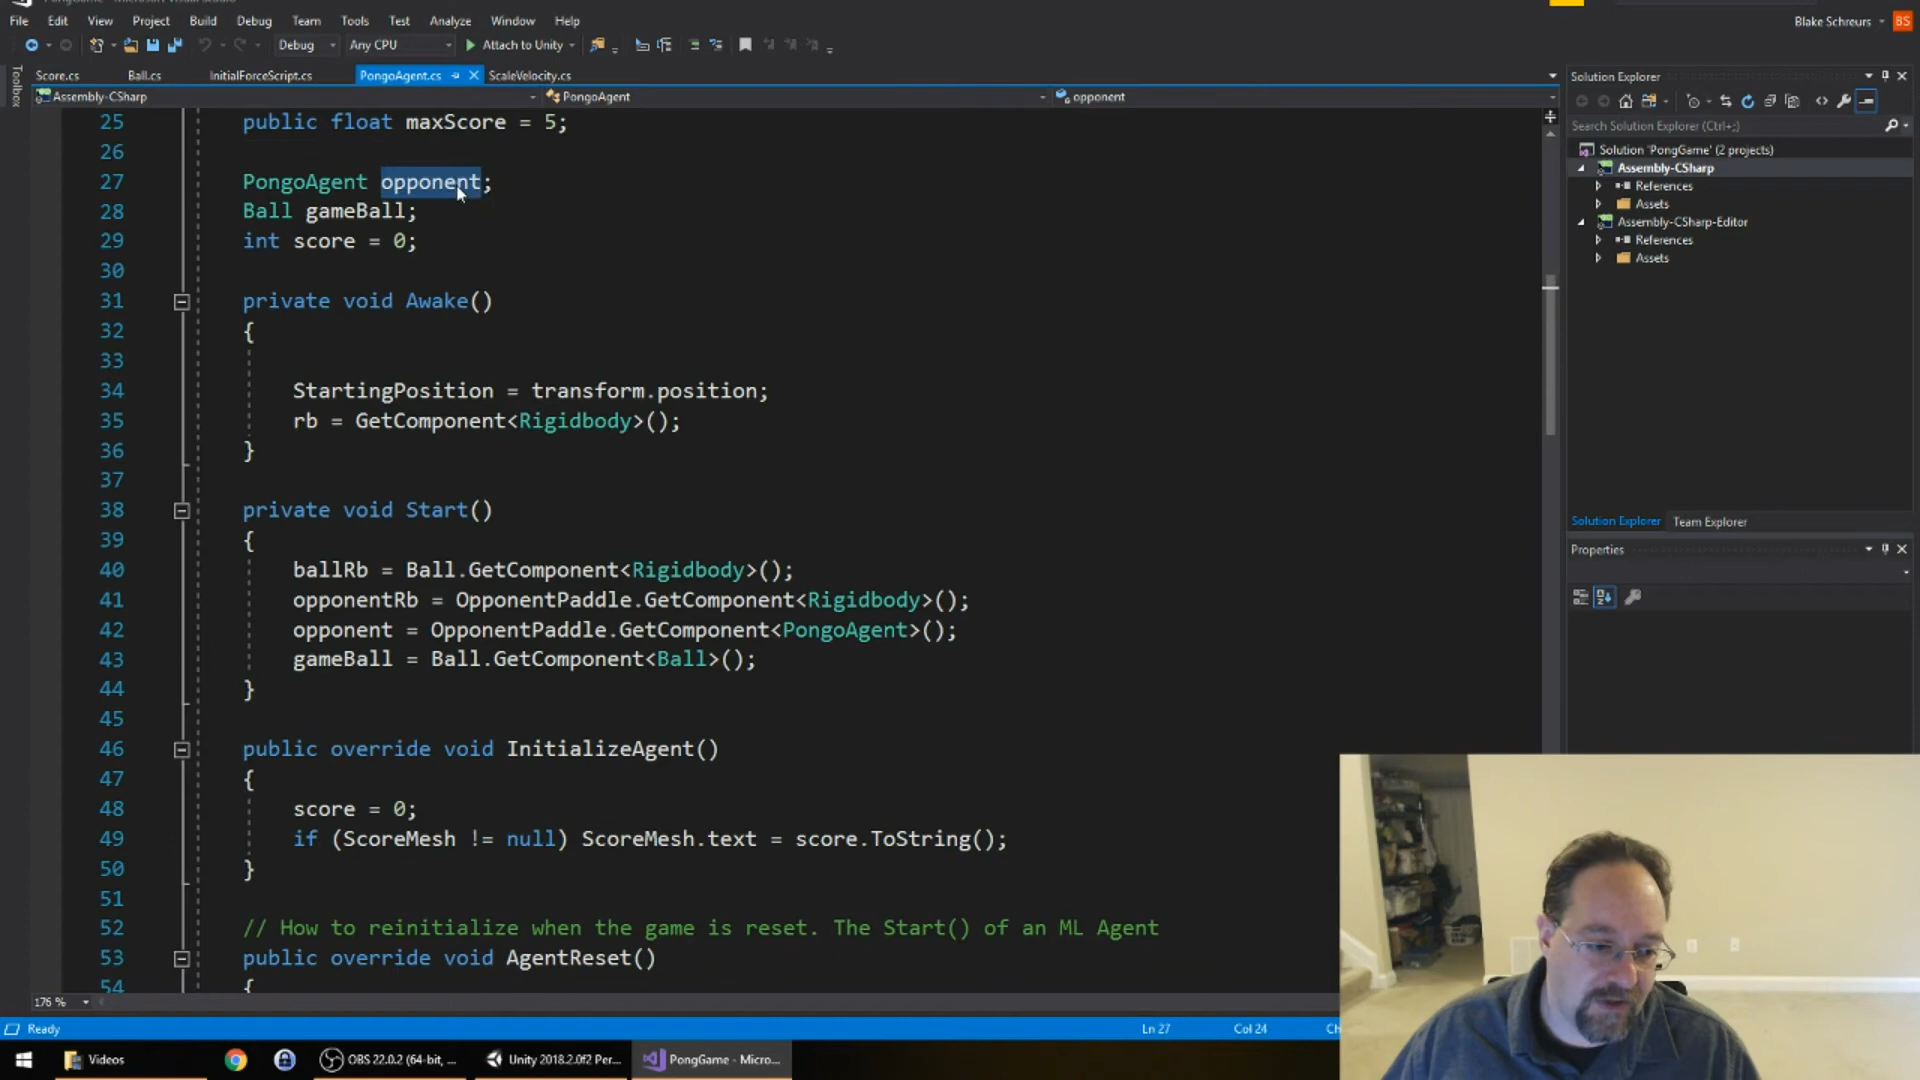 File Edit View Project Build Debug Team Tools Test Analyze Window Help
Blake Schreurs BS
Debug Any CPU Attach to Unity
Score.cs Ball.cs InitialForceScript.cs PongoAgent.cs ScaleVelocity.cs
Assembly-CSharp PongoAgent opponent
Toolbox
25 public float maxScore = 5;
26
27 PongoAgent opponent;
28 Ball gameBall;
29 int score = 0;
30
31 private void Awake()
32 {
33
34 StartingPosition = transform.position;
35 rb = GetComponent<Rigidbody>();
36 }
37
38 private void Start()
39 {
40 ballRb = Ball.GetComponent<Rigidbody>();
41 opponentRb = OpponentPaddle.GetComponent<Rigidbody>();
42 opponent = OpponentPaddle.GetComponent<PongoAgent>();
43 gameBall = Ball.GetComponent<Ball>();
44 }
45
46 public override void InitializeAgent()
47 {
48 score = 0;
49 if (ScoreMesh != null) ScoreMesh.text = score.ToString();
50 }
51
52 // How to reinitialize when the game is reset. The Start() of an ML Agent
53 public override void AgentReset()
54 {
176 %
Solution Explorer
Search Solution Explorer (Ctrl+;)
Solution 'PongGame' (2 projects)
Assembly-CSharp
References
Assets
Assembly-CSharp-Editor
References
Assets
Solution Explorer Team Explorer
Properties
Ready Ln 27 Col 24 Ch
Videos OBS 22.0.2 (64-bit, ... Unity 2018.2.0f2 Per... PongGame - Micro...